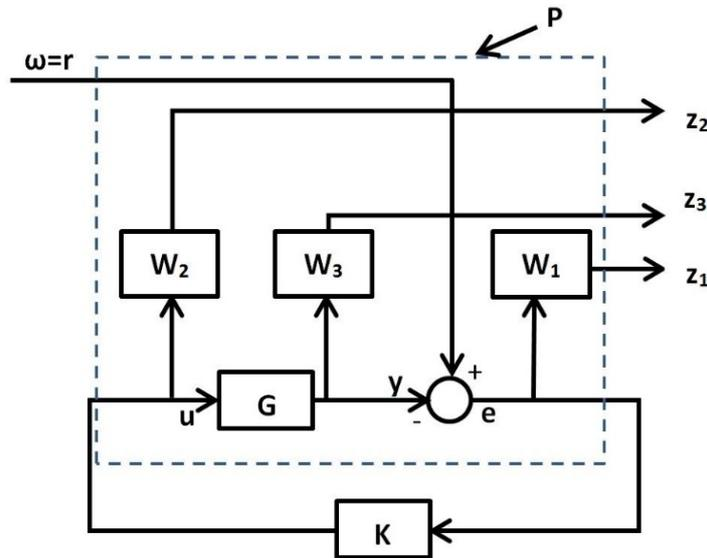 P
ω=r
z₂
z₃
W₂
W₃
W₁
z₁
+
y
-
u
G
e
K